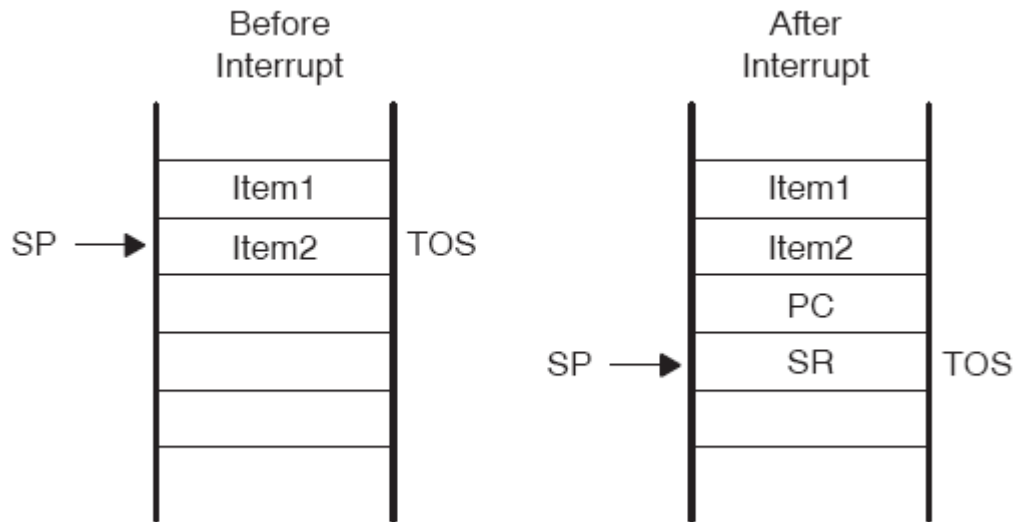 Before
Interrupt
Item1
SP
Item2
TOS
After
Interrupt
Item1
Item2
PC
SP
SR
TOS